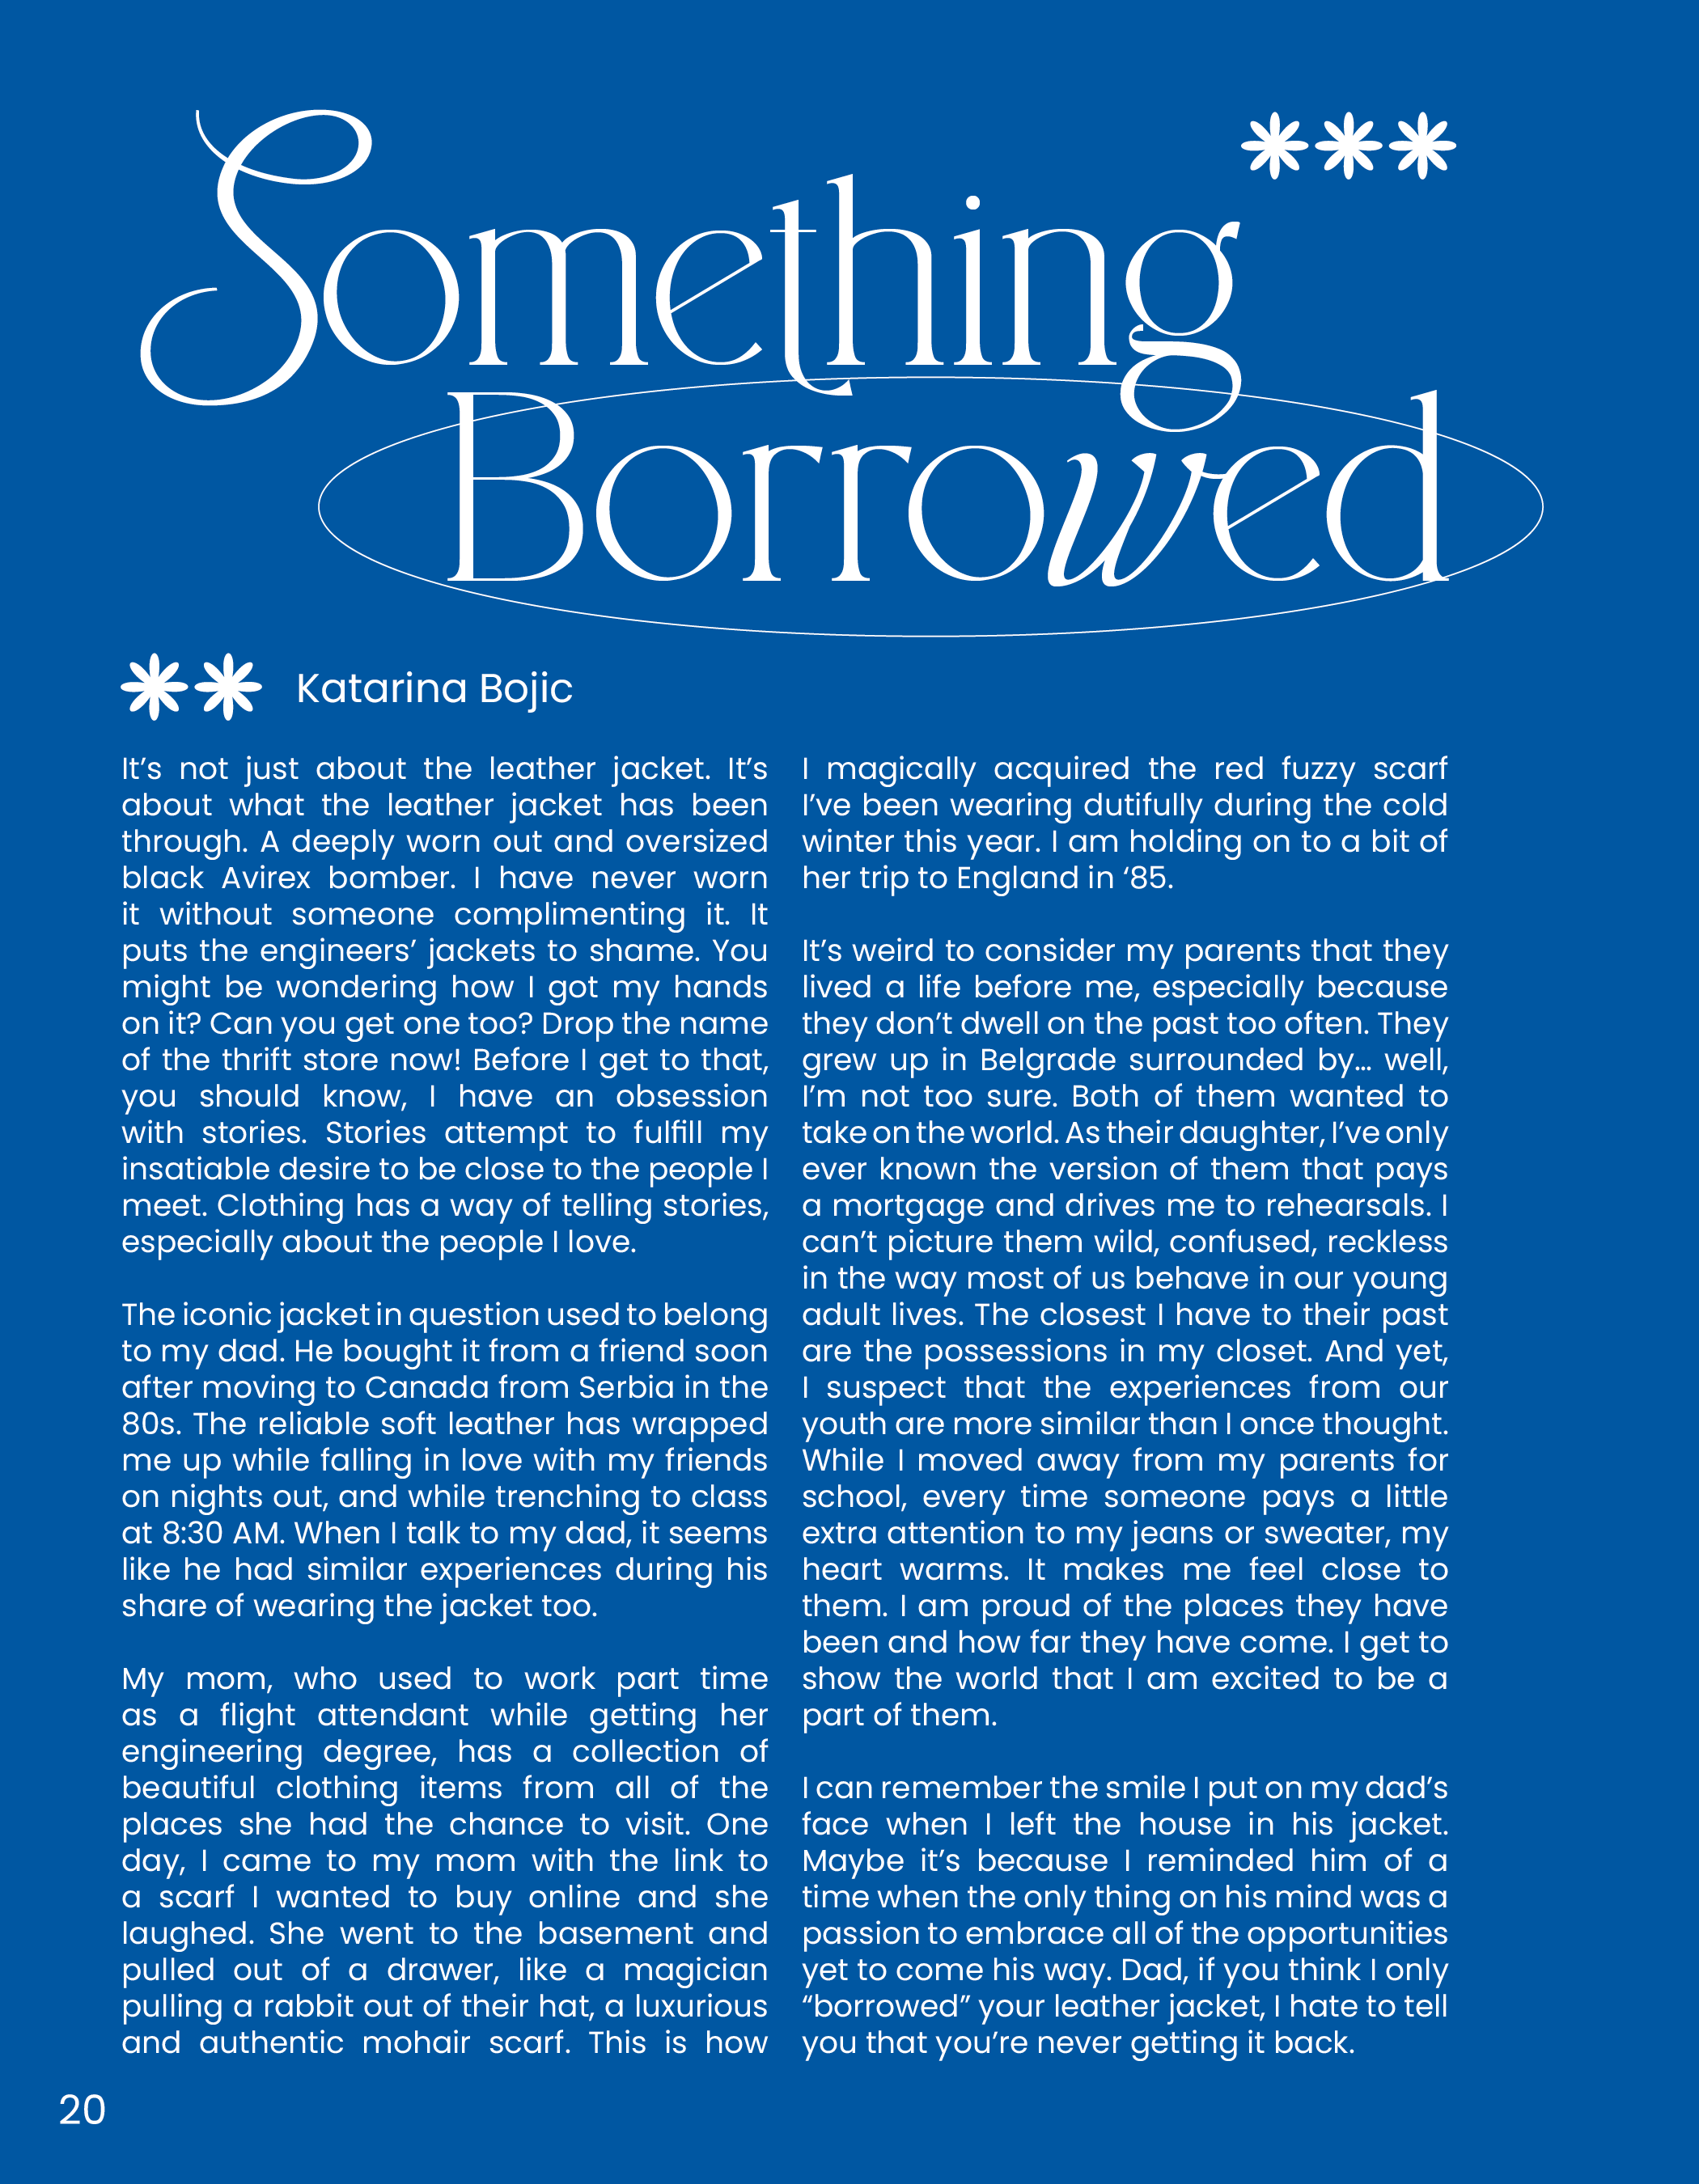 Something
Borrowed
Katarina Bojic
It’s not just about the leather jacket. It’s
about what the leather jacket has been
through. A deeply worn out and oversized
black Avirex bomber. I have never worn
it without someone complimenting it. It
puts the engineers’ jackets to shame. You
might be wondering how I got my hands
on it? Can you get one too? Drop the name
of the thrift store now! Before I get to that,
you should know, I have an obsession
with stories. Stories attempt to fulfill my
insatiable desire to be close to the people I
meet. Clothing has a way of telling stories,
especially about the people I love.
The iconic jacket in question used to belong
to my dad. He bought it from a friend soon
after moving to Canada from Serbia in the
80s. The reliable soft leather has wrapped
me up while falling in love with my friends
on nights out, and while trenching to class
at 8:30 AM. When I talk to my dad, it seems
like he had similar experiences during his
share of wearing the jacket too.
My mom, who used to work part time
as a flight attendant while getting her
engineering degree, has a collection of
beautiful clothing items from all of the
places she had the chance to visit. One
day, I came to my mom with the link to
a scarf I wanted to buy online and she
laughed. She went to the basement and
pulled out of a drawer, like a magician
pulling a rabbit out of their hat, a luxurious
and authentic mohair scarf. This is how
I magically acquired the red fuzzy scarf
I’ve been wearing dutifully during the cold
winter this year. I am holding on to a bit of
her trip to England in ‘85.
It’s weird to consider my parents that they
lived a life before me, especially because
they don’t dwell on the past too often. They
grew up in Belgrade surrounded by... well,
I’m not too sure. Both of them wanted to
take on the world. As their daughter, I’ve only
ever known the version of them that pays
a mortgage and drives me to rehearsals. I
can’t picture them wild, confused, reckless
in the way most of us behave in our young
adult lives. The closest I have to their past
are the possessions in my closet. And yet,
I suspect that the experiences from our
youth are more similar than I once thought.
While I moved away from my parents for
school, every time someone pays a little
extra attention to my jeans or sweater, my
heart warms. It makes me feel close to
them. I am proud of the places they have
been and how far they have come. I get to
show the world that I am excited to be a
part of them.
I can remember the smile I put on my dad’s
face when I left the house in his jacket.
Maybe it’s because I reminded him of a
time when the only thing on his mind was a
passion to embrace all of the opportunities
yet to come his way. Dad, if you think I only
“borrowed” your leather jacket, I hate to tell
you that you’re never getting it back.
20